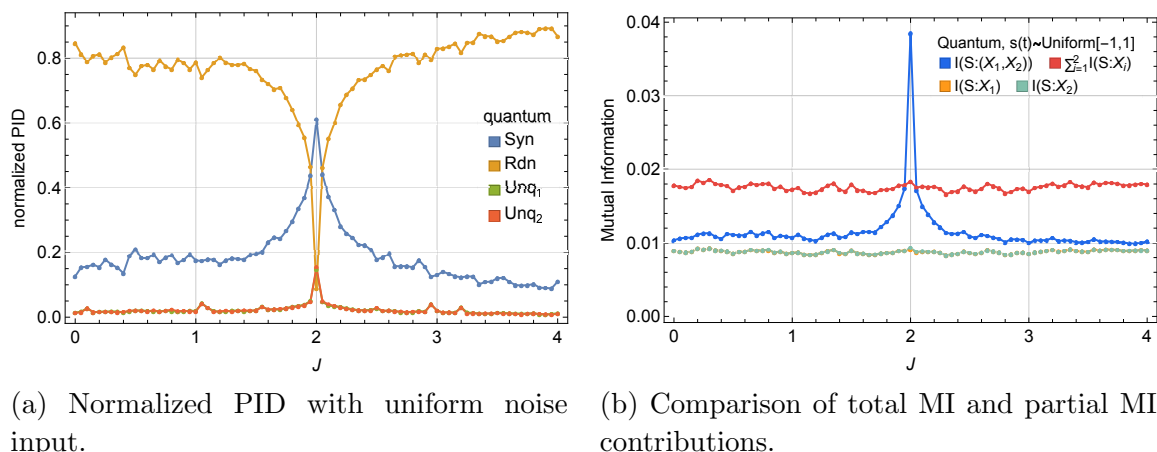 normalized PID
0.8
0.6
0.4
0.2
0.0
0
1
2
3
4
J
quantum
Syn
Rdn
Unq₁
Unq₂
(a) Normalized PID with uniform noise
input.
Mutual Information
0.04
0.03
0.02
0.01
0.00
0
1
2
3
4
J
Quantum, s(t)~Uniform[−1,1]
I(S:(X₁,X₂)) Σ²ᵢ₌₁I(S:Xᵢ)
I(S:X₁) I(S:X₂)
(b) Comparison of total MI and partial MI
contributions.